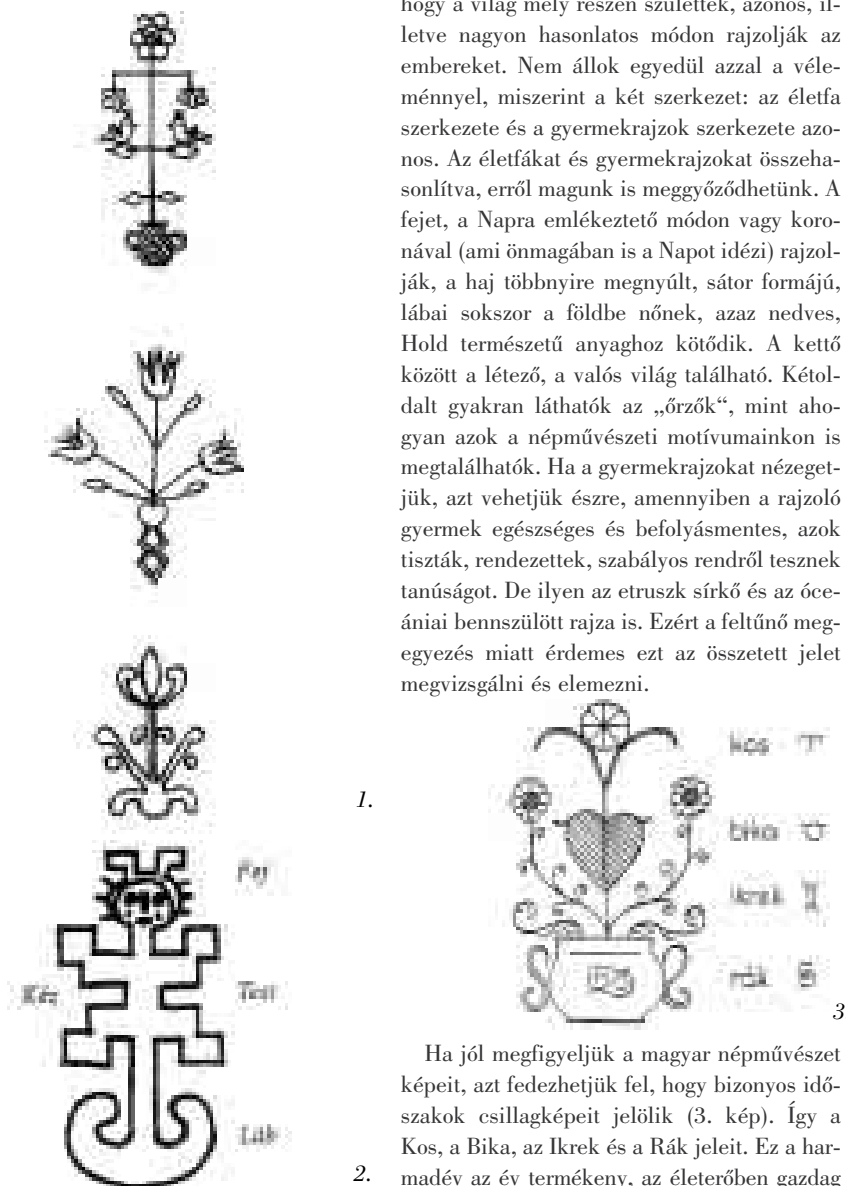 hogy a világ mely részén születtek, azonos, il-
letve nagyon hasonlatos módon rajzolják az
embereket. Nem állok egyedül azzal a véle-
ménnyel, miszerint a két szerkezet: az életfa
szerkezete és a gyermekrajzok szerkezete azo-
nos. Az életfákat és gyermekrajzokat összeha-
sonlítva, erről magunk is meggyőződhetünk. A
fejet, a Napra emlékeztető módon vagy koro-
nával (ami önmagában is a Napot idézi) rajzol-
ják, a haj többnyire megnyúlt, sátor formájú,
lábai sokszor a földbe nőnek, azaz nedves,
Hold természetű anyaghoz kötődik. A kettő
között a létező, a valós világ található. Kétol-
dalt gyakran láthatók az „őrzők“, mint aho-
gyan azok a népművészeti motívumainkon is
megtalálhatók. Ha a gyermekrajzokat nézeget-
jük, azt vehetjük észre, amennyiben a rajzoló
gyermek egészséges és befolyásmentes, azok
tiszták, rendezettek, szabályos rendről tesznek
tanúságot. De ilyen az etruszk sírkő és az óce-
ániai bennszülött rajza is. Ezért a feltűnő meg-
egyezés miatt érdemes ezt az összetett jelet
megvizsgálni és elemezni.
1.
Fej
Kéz
Test
Láb
2.
kos
bika
ikrek
rák
3
Ha jól megfigyeljük a magyar népművészet
képeit, azt fedezhetjük fel, hogy bizonyos idő-
szakok csillagképeit jelölik (3. kép). Így a
Kos, a Bika, az Ikrek és a Rák jeleit. Ez a har-
madév az év termékeny, az életerőben gazdag